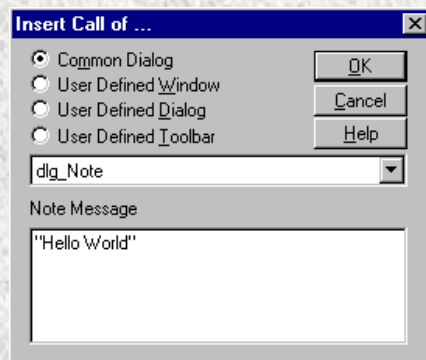 Insert Call of ...
Common Dialog
User Defined Window
User Defined Dialog
User Defined Toolbar
OK
Cancel
Help
dlg_Note
Note Message
"Hello World"